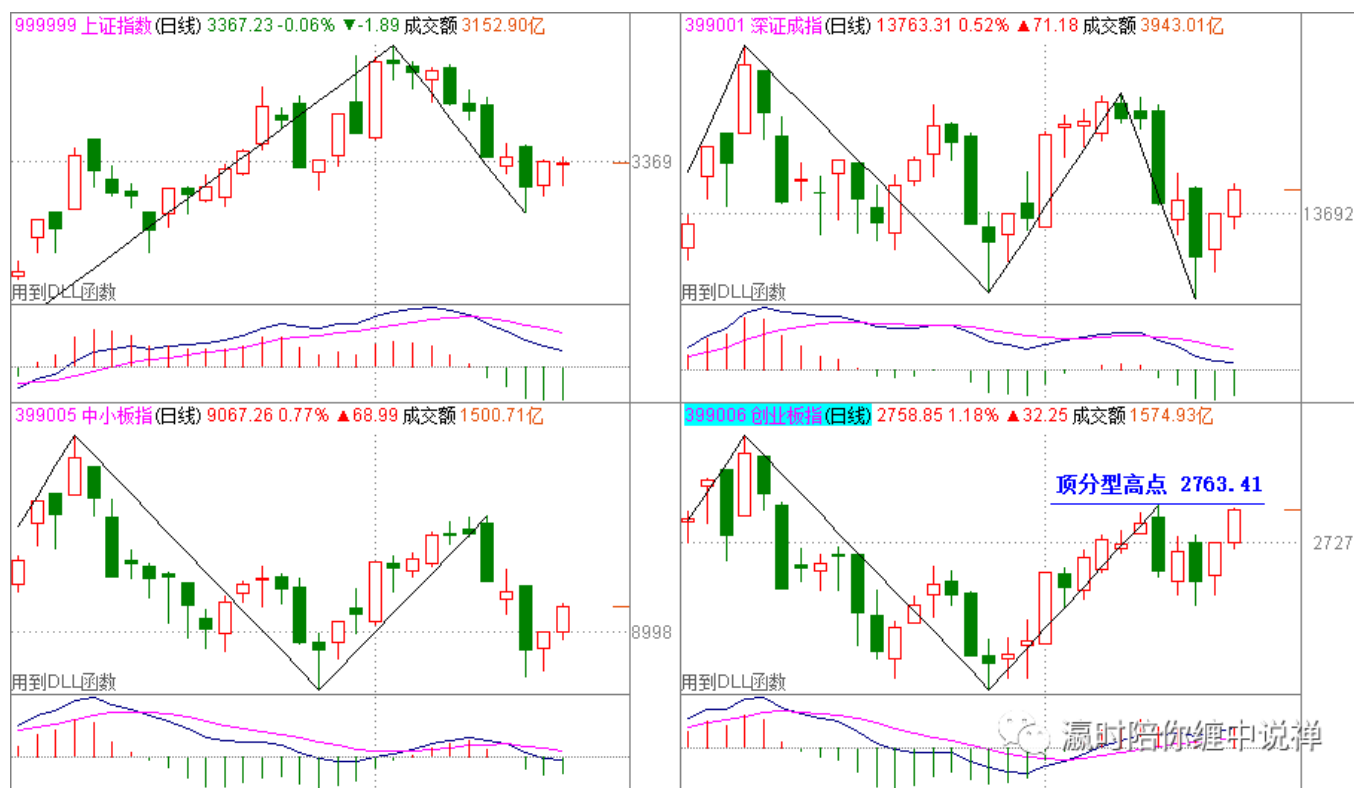 999999 上证指数(日线) 3367.23 -0.06% ▼-1.89 成交额 3152.90亿
3369
用到DLL函数
399001 深证成指(日线) 13763.31 0.52% ▲71.18 成交额 3943.01亿
13692
用到DLL函数
399005 中小板指(日线) 9067.26 0.77% ▲68.99 成交额 1500.71亿
8998
用到DLL函数
399006 创业板指(日线) 2758.85 1.18% ▲32.25 成交额 1574.93亿
顶分型高点 2763.41
2727
用到DLL函数
瀛时陪你缠中说禅